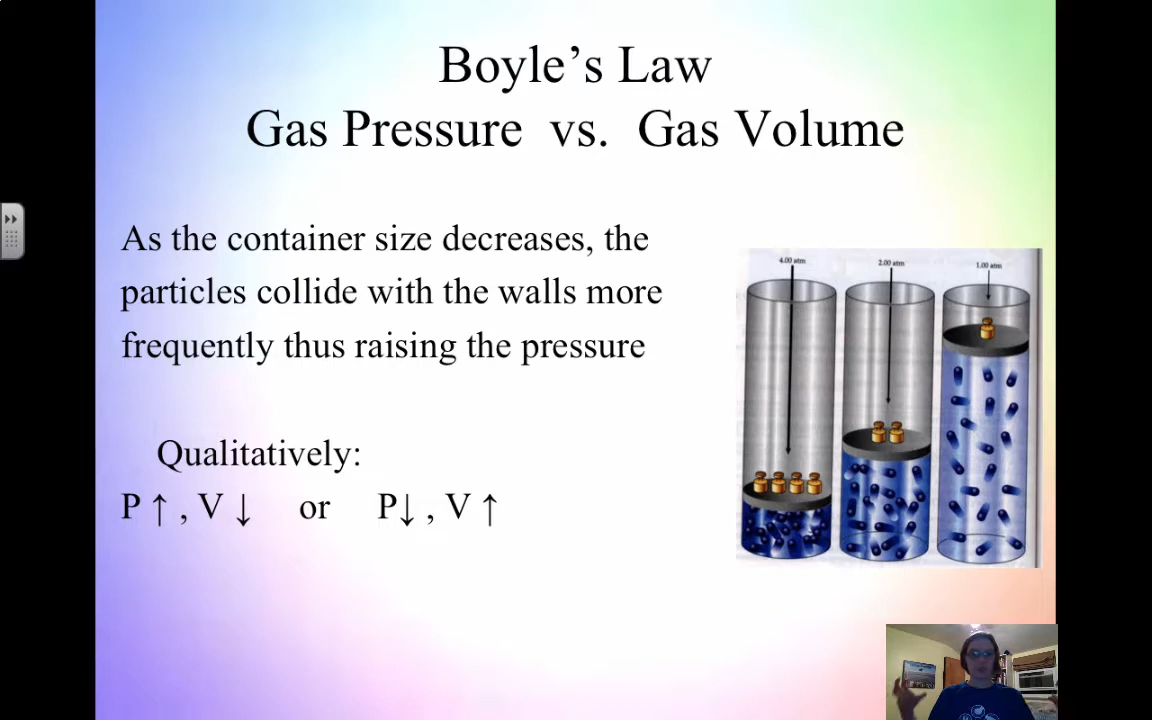 Boyle’s Law
Gas Pressure vs. Gas Volume
As the container size decreases, the
particles collide with the walls more
frequently thus raising the pressure
4.00 atm
2.00 atm
1.00 atm
Qualitatively:
P ↑ , V ↓ or P↓ , V ↑